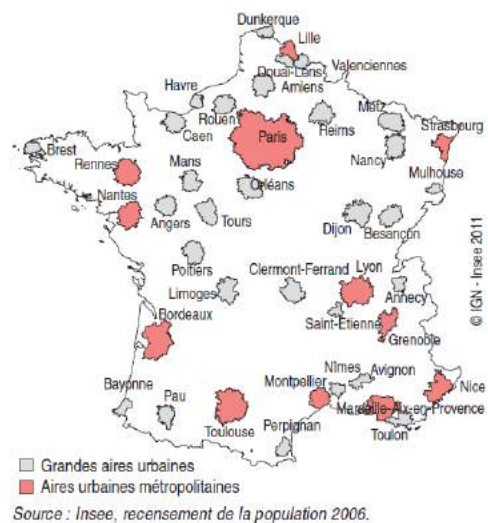 Dunkerque
Lille
Valenciennes
Douai-Lens
Amiens
Havre
Rouen
Caen
Reims
Metz
Strasbourg
Paris
Nancy
Brest
Rennes
Mans
Orléans
Mulhouse
Nantes
Angers
Tours
Dijon
Besançon
Poitiers
Clermont-Ferrand
Lyon
Limoges
Annecy
Bordeaux
Saint-Etienne
Grenoble
Nîmes
Avignon
Bayonne
Pau
Montpellier
Nice
Marseille-Aix-en-Provence
Toulouse
Toulon
Perpignan
© IGN - Insee 2011
Grandes aires urbaines
Aires urbaines métropolitaines
Source : Insee, recensement de la population 2006.